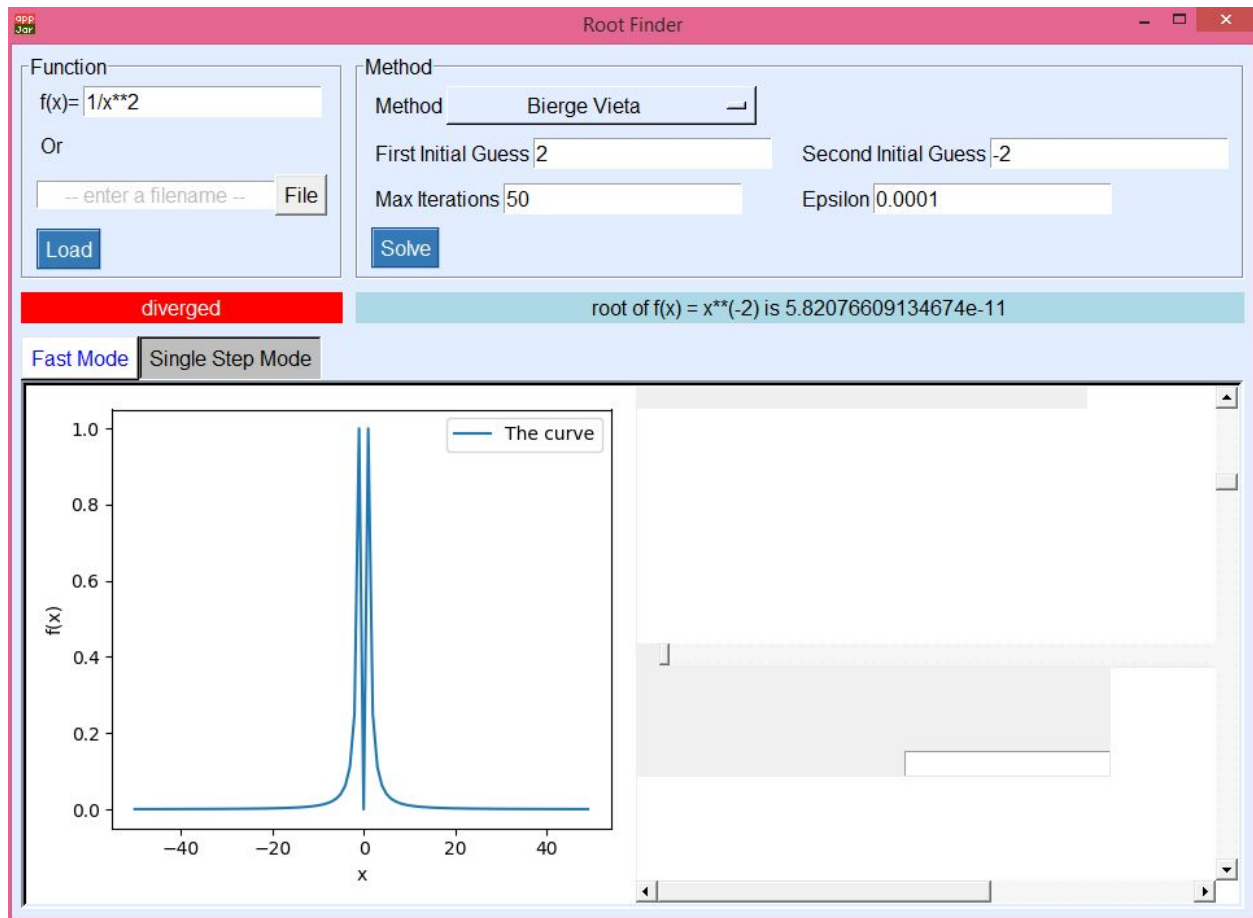 app
Jar
Root Finder
Function
f(x)= 1/x**2
Or
-- enter a filename -- File
Load
Method
Method Bierge Vieta
First Initial Guess 2 Second Initial Guess -2
Max Iterations 50 Epsilon 0.0001
Solve
diverged
root of f(x) = x**(-2) is 5.82076609134674e-11
Fast Mode Single Step Mode
The curve
1.0
0.8
0.6
0.4
0.2
0.0
f(x)
−40 −20 0 20 40
x